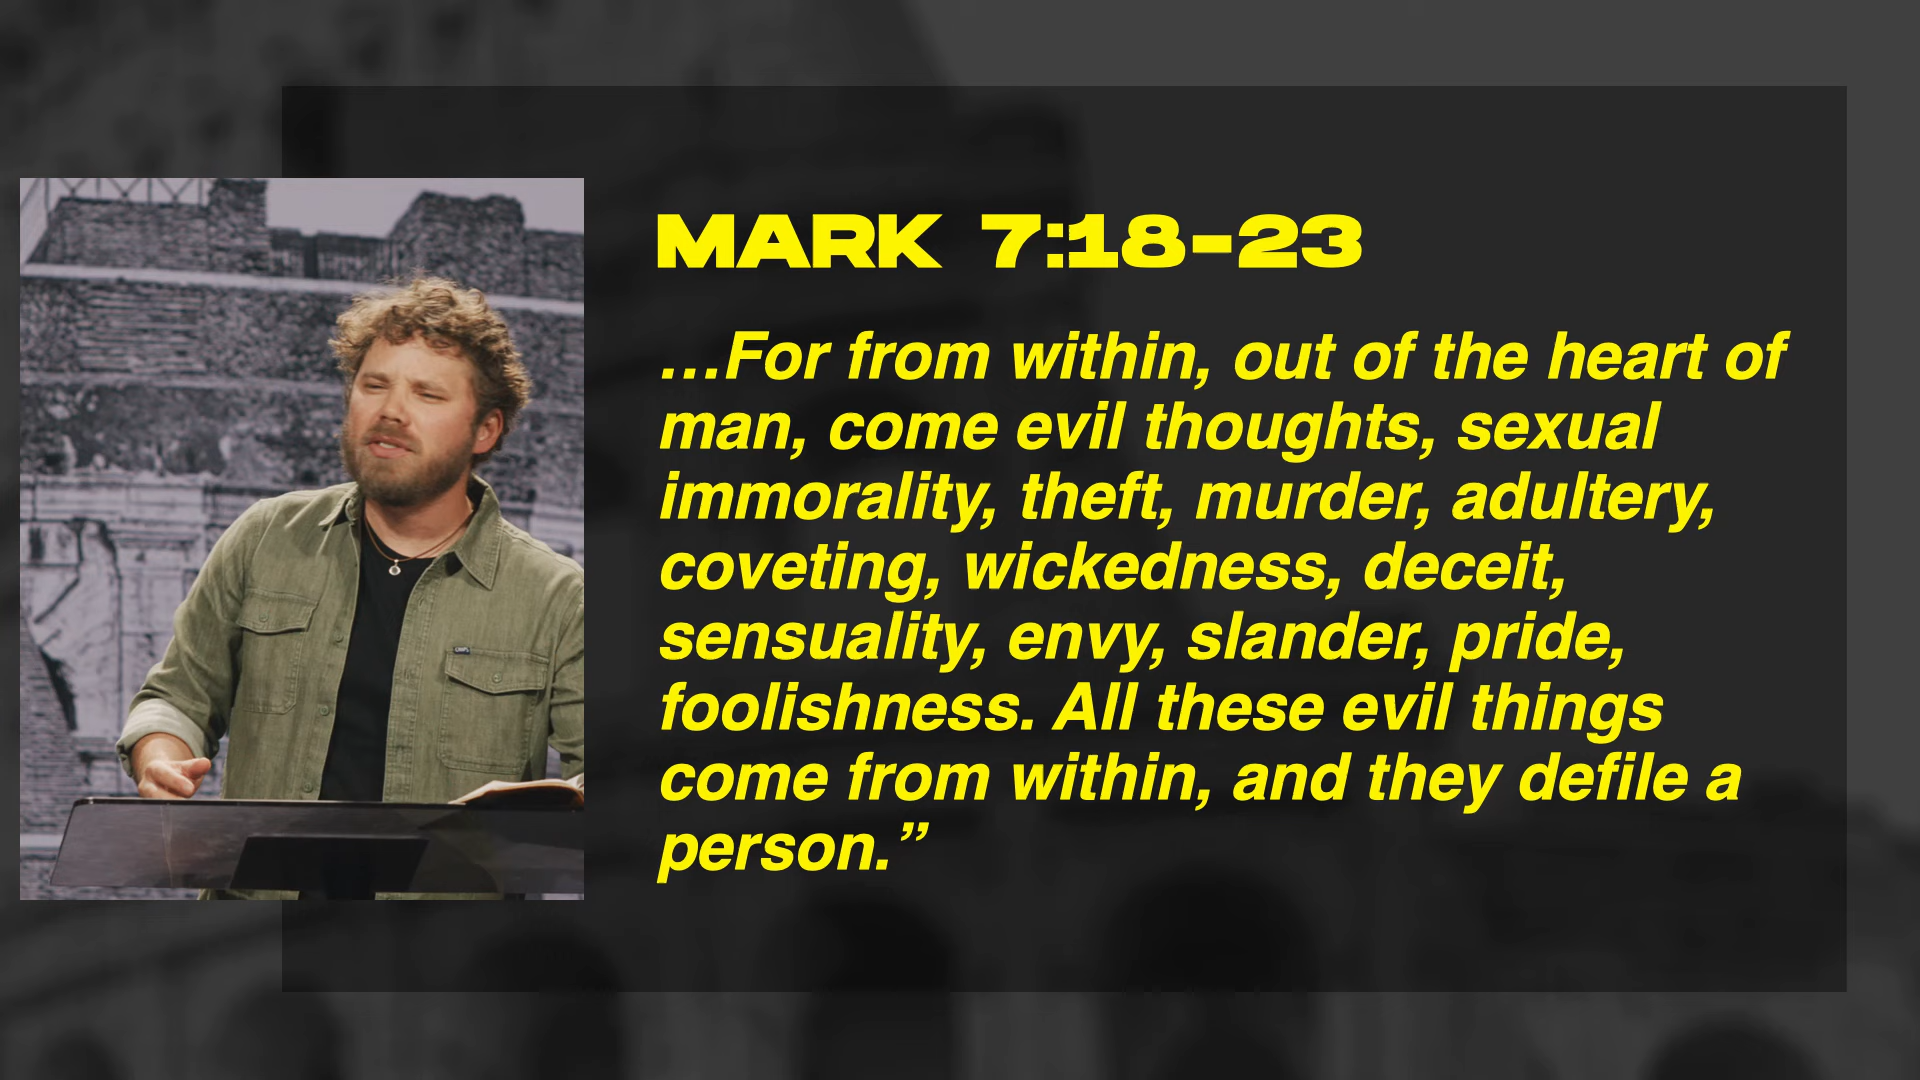 MARK 7:18-23
…For from within, out of the heart of
man, come evil thoughts, sexual
immorality, theft, murder, adultery,
coveting, wickedness, deceit,
sensuality, envy, slander, pride,
foolishness. All these evil things
come from within, and they defile a
person.”